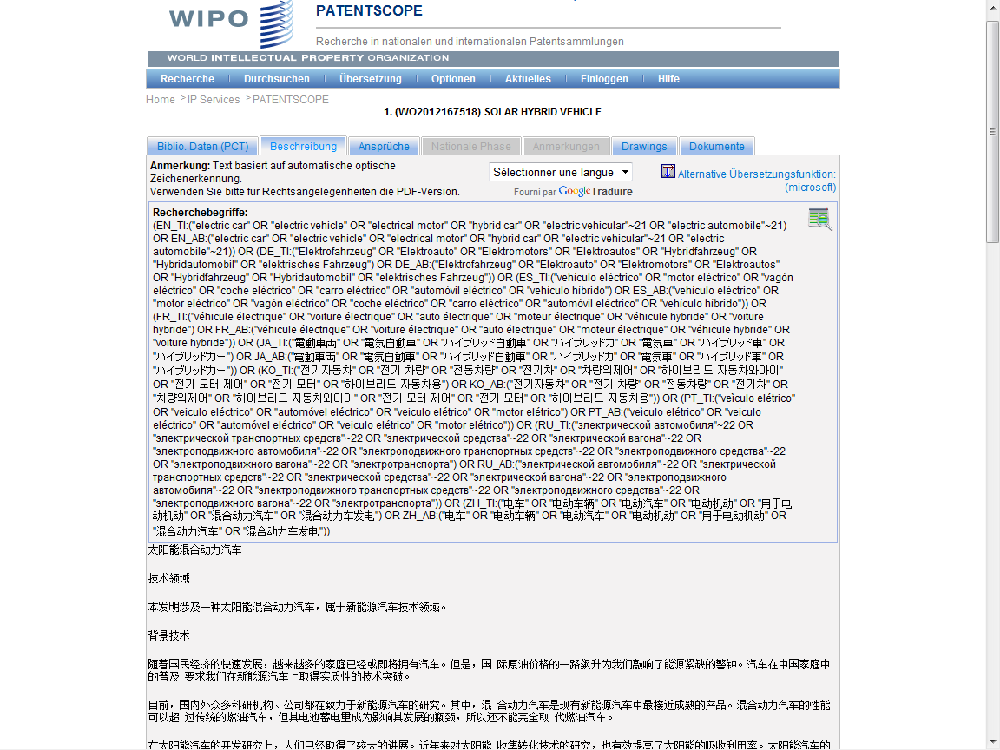 WIPO
PATENTSCOPE
Recherche in nationalen und internationalen Patentsammlungen
WORLD INTELLECTUAL PROPERTY ORGANIZATION
Recherche Durchsuchen Übersetzung Optionen Aktuelles Einloggen Hilfe
Home > IP Services > PATENTSCOPE
1. (WO2012167518) SOLAR HYBRID VEHICLE
Biblio. Daten (PCT) Beschreibung Ansprüche Nationale Phase Anmerkungen Drawings Dokumente
Anmerkung: Text basiert auf automatische optische
Zeichenerkennung.
Verwenden Sie bitte für Rechtsangelegenheiten die PDF-Version.
Sélectionner une langue
Fourni par Google Traduire
Alternative Übersetzungsfunktion:
(microsoft)
Recherchebegriffe:
(EN_TI:("electric car" OR "electric vehicle" OR "electrical motor" OR "hybrid car" OR "electric vehicular"~21 OR "electric automobile"~21)
OR EN_AB:("electric car" OR "electric vehicle" OR "electrical motor" OR "hybrid car" OR "electric vehicular"~21 OR "electric
automobile"~21)) OR (DE_TI:("Elektrofahrzeug" OR "Elektroauto" OR "Elektromotors" OR "Elektroautos" OR "Hybridfahrzeug" OR
"Hybridautomobil" OR "elektrisches Fahrzeug") OR DE_AB:("Elektrofahrzeug" OR "Elektroauto" OR "Elektromotors" OR "Elektroautos"
OR "Hybridfahrzeug" OR "Hybridautomobil" OR "elektrisches Fahrzeug")) OR (ES_TI:("vehículo eléctrico" OR "motor eléctrico" OR "vagón
eléctrico" OR "coche eléctrico" OR "carro eléctrico" OR "automóvil eléctrico" OR "vehículo híbrido") OR ES_AB:("vehículo eléctrico" OR
"motor eléctrico" OR "vagón eléctrico" OR "coche eléctrico" OR "carro eléctrico" OR "automóvil eléctrico" OR "vehículo híbrido")) OR
(FR_TI:("véhicule électrique" OR "voiture électrique" OR "auto électrique" OR "moteur électrique" OR "véhicule hybride" OR "voiture
hybride") OR FR_AB:("véhicule électrique" OR "voiture électrique" OR "auto électrique" OR "moteur électrique" OR "véhicule hybride" OR
"voiture hybride")) OR (JA_TI:("電動車両" OR "電気自動車" OR "ハイブリッド自動車" OR "ハイブリッドカ" OR "電気車" OR "ハイブリッド車" OR
"ハイブリッドカー") OR JA_AB:("電動車両" OR "電気自動車" OR "ハイブリッド自動車" OR "ハイブリッドカ" OR "電気車" OR "ハイブリッド車" OR
"ハイブリッドカー")) OR (KO_TI:("전기자동차" OR "전기 차량" OR "전동차량" OR "전기차" OR "차량의제어" OR "하이브리드 자동차와아이"
OR "전기 모터 제어" OR "전기 모터" OR "하이브리드 자동차용") OR KO_AB:("전기자동차" OR "전기 차량" OR "전동차량" OR "전기차" OR
"차량의제어" OR "하이브리드 자동차와아이" OR "전기 모터 제어" OR "전기 모터" OR "하이브리드 자동차용")) OR (PT_TI:("veìculo elétrico"
OR "veiculo eléctrico" OR "automóvel eléctrico" OR "veiculo elétrico" OR "motor elétrico") OR PT_AB:("veìculo elétrico" OR "veiculo
eléctrico" OR "automóvel eléctrico" OR "veiculo elétrico" OR "motor elétrico")) OR (RU_TI:("электрической автомобиля"~22 OR
"электрической транспортных средств"~22 OR "электрической средства"~22 OR "электрической вагона"~22 OR
"электроподвижного автомобиля"~22 OR "электроподвижного транспортных средств"~22 OR "электроподвижного средства"~22
OR "электроподвижного вагона"~22 OR "электротранспорта") OR RU_AB:("электрической автомобиля"~22 OR "электрической
транспортных средств"~22 OR "электрической средства"~22 OR "электрической вагона"~22 OR "электроподвижного
автомобиля"~22 OR "электроподвижного транспортных средств"~22 OR "электроподвижного средства"~22 OR
"электроподвижного вагона"~22 OR "электротранспорта")) OR (ZH_TI:("电车" OR "电动车辆" OR "电动汽车" OR "电动机动" OR "用于电
动机动" OR "混合动力汽车" OR "混合动力车发电") OR ZH_AB:("电车" OR "电动车辆" OR "电动汽车" OR "电动机动" OR "用于电动机动" OR
"混合动力汽车" OR "混合动力车发电"))
太阳能混合动力汽车
技术领域
本发明涉及一种太阳能混合动力汽车，属于新能源汽车技术领域。
背景技术
随着国民经济的快速发展，越来越多的家庭已经或即将拥有汽车。但是，国 际原油价格的一路飙升为我们敲响了能源紧缺的警钟。汽车在中国家庭中
的普及 要求我们在新能源汽车上取得实质性的技术突破。
目前，国内外众多科研机构、公司都在致力于新能源汽车的研究。其中，混 合动力汽车是现有新能源汽车中最接近成熟的产品。混合动力汽车的性能
可以超 过传统的燃油汽车，但其电池蓄电量成为影响其发展的瓶颈，所以还不能完全取 代燃油汽车。
在太阳能汽车的开发研究上，人们已经取得了较大的进展。近年来对太阳能 收集转化技术的研究，也有效提高了太阳能的吸收利用率。太阳能汽车的